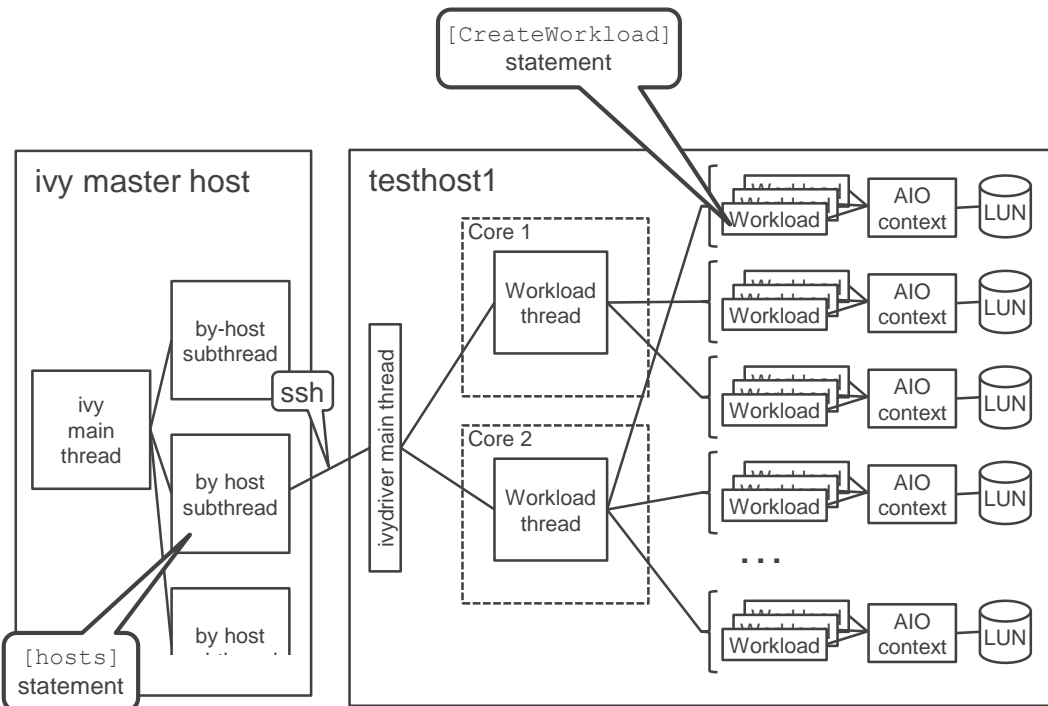 [CreateWorkload]
statement
ivy master host
testhost1
by-host
subthread
ivy
main
thread
by host
subthread
by host
ssh
[hosts]
statement
ivydriver main thread
Core 1
Workload
thread
Core 2
Workload
thread
Workload
AIO
context
LUN
Workload
AIO
context
LUN
Workload
AIO
context
LUN
Workload
AIO
context
LUN
...
Workload
AIO
context
LUN